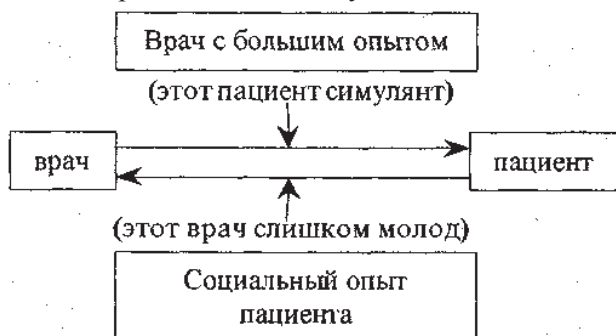 Врач с большим опытом
(этот пациент симулянт)
врач
пациент
(этот врач слишком молод)
Социальный опыт
пациента